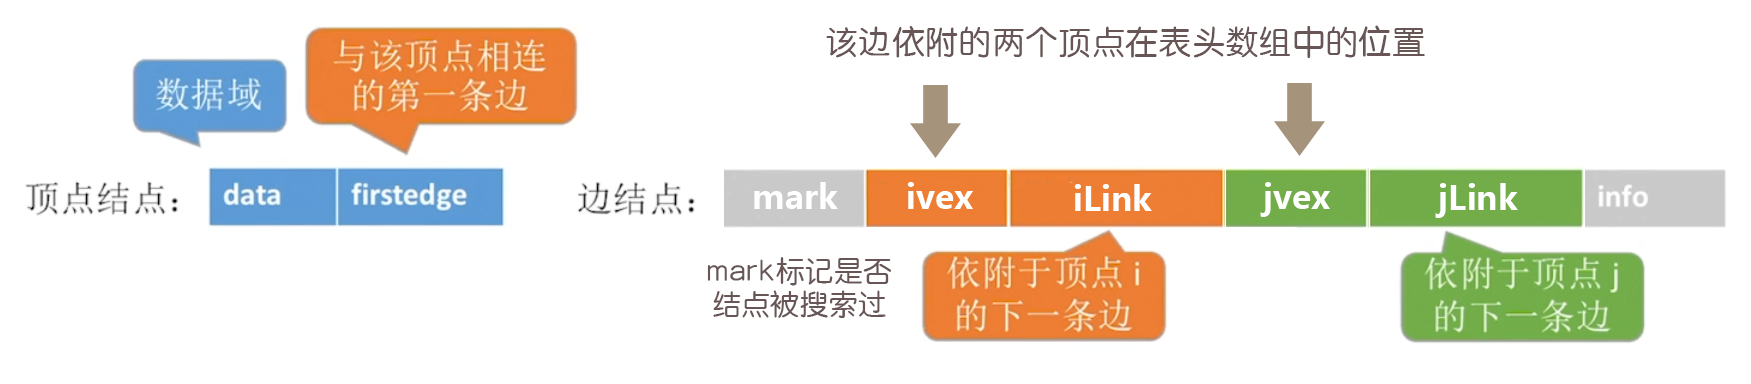 该边依附的两个顶点在表头数组中的位置
数据域
与该顶点相连
的第一条边
顶点结点：
data
firstedge
边结点：
mark
ivex
iLink
jvex
jLink
info
mark标记是否
结点被搜索过
依附于顶点 i
的下一条边
依附于顶点 j
的下一条边